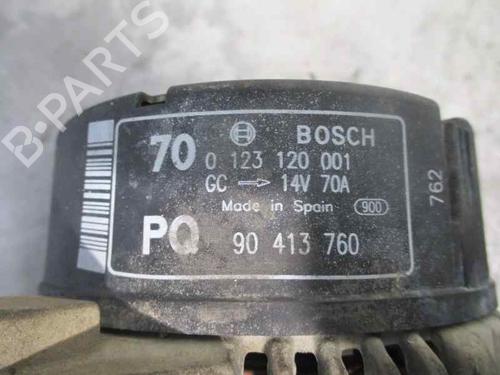 B-PARTS
70 BOSCH
0 123 120 001
GC → 14V 70A
Made in Spain 900
PQ 90 413 760
762